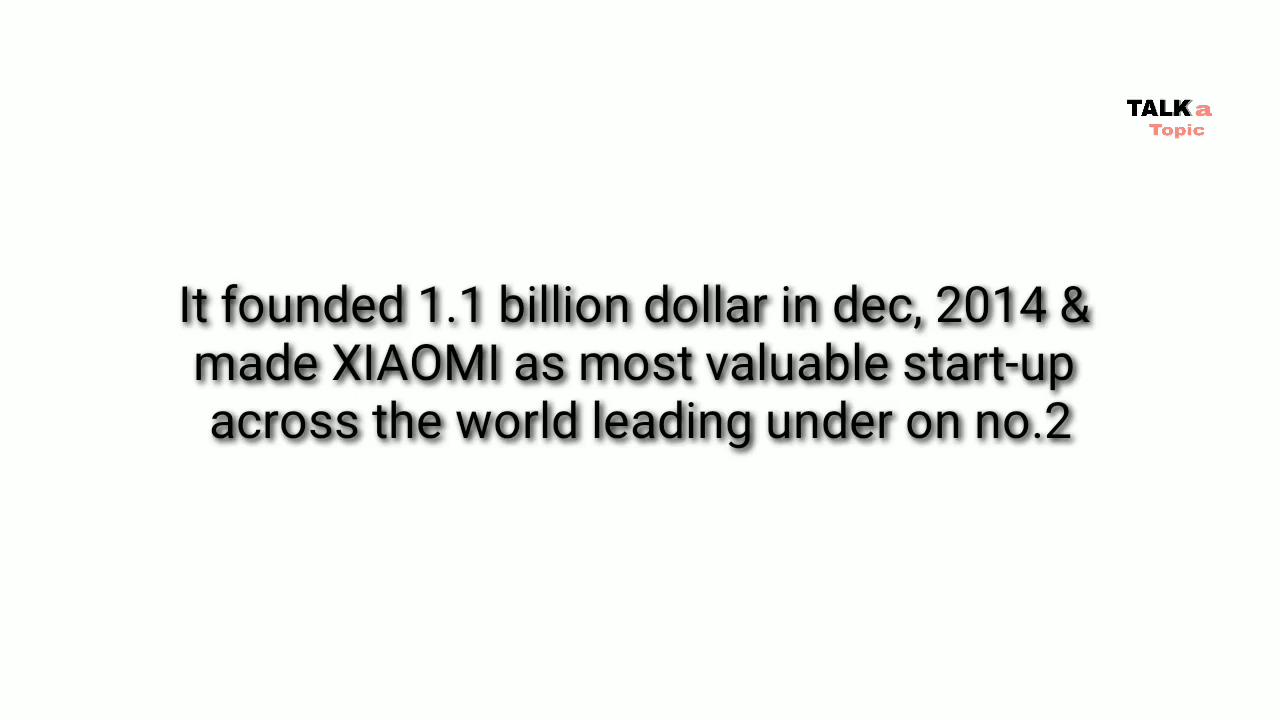 TALK a
Topic
It founded 1.1 billion dollar in dec, 2014 &
made XIAOMI as most valuable start-up
across the world leading under on no.2